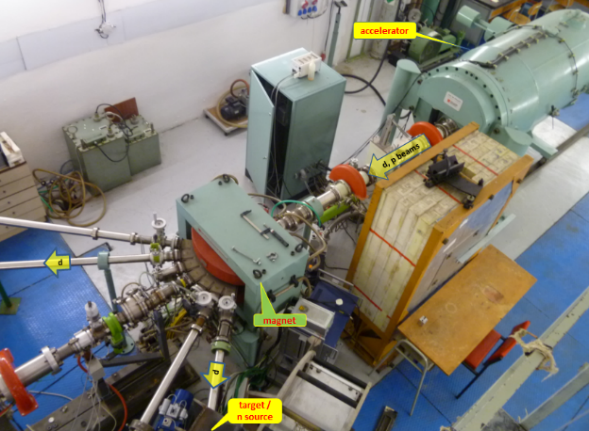 accelerator
d, p beams
d
magnet
p
target /
n source